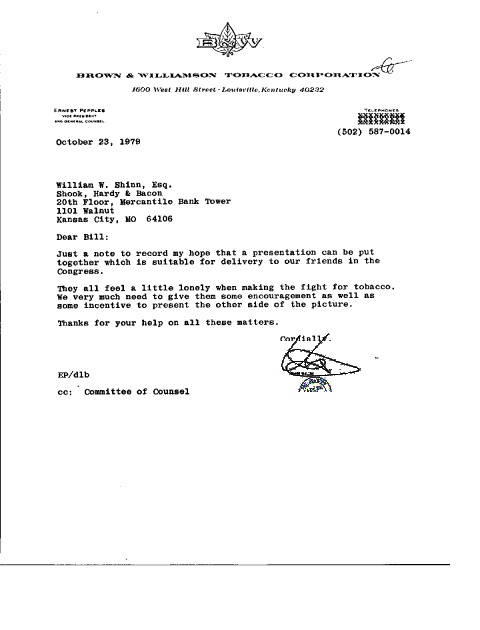 B&W
BROWN & WILLIAMSON TOBACCO CORPORATION
1600 West Hill Street · Louisville, Kentucky 40232
ERNEST PEPPLES
VICE PRESIDENT
AND GENERAL COUNSEL
TELEPHONES
(502) 587-0014
October 23, 1979
William W. Shinn, Esq.
Shook, Hardy & Bacon
20th Floor, Mercantile Bank Tower
1101 Walnut
Kansas City, MO 64106
Dear Bill:
Just a note to record my hope that a presentation can be put
together which is suitable for delivery to our friends in the
Congress.
They all feel a little lonely when making the fight for tobacco.
We very much need to give them some encouragement as well as
some incentive to present the other side of the picture.
Thanks for your help on all these matters.
Cordially,
EP/dlb
cc: Committee of Counsel